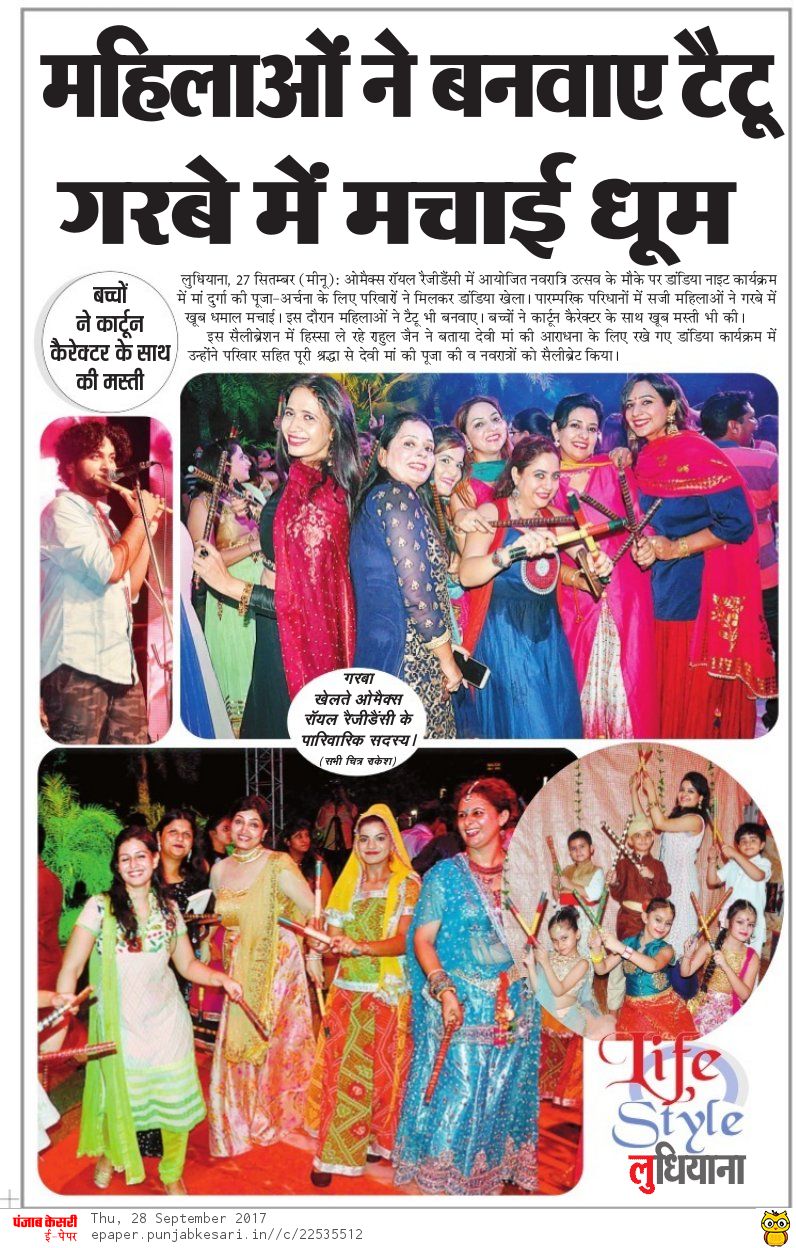 महिलाओं ने बनवाए टैटू
गरबे में मचाई धूम
बच्चों
ने कार्टून
कैरेक्टर के साथ
की मस्ती
लुधियाना, 27 सितम्बर (मीनू): ओमैक्स रॉयल रैजीडैंसी में आयोजित नवरात्रि उत्सव के मौके पर डांडिया नाइट कार्यक्रम
में मां दुर्गा की पूजा-अर्चना के लिए परिवारों ने मिलकर डांडिया खेला। पारम्परिक परिधानों में सजी महिलाओं ने गरबे में
खूब धमाल मचाई। इस दौरान महिलाओं ने टैटू भी बनवाए। बच्चों ने कार्टून कैरेक्टर के साथ खूब मस्ती भी की।
इस सैलीब्रेशन में हिस्सा ले रहे राहुल जैन ने बताया देवी मां की आराधना के लिए रखे गए डांडिया कार्यक्रम में
उन्होंने परिवार सहित पूरी श्रद्धा से देवी मां की पूजा की व नवरात्रों को सैलीब्रेट किया।
गरबा
खेलते ओमैक्स
रॉयल रैजीडैंसी के
पारिवारिक सदस्य।
(सभी चित्र राकेश)
Life
Style
लुधियाना
पंजाब केसरी
ई-पेपर
Thu, 28 September 2017
epaper.punjabkesari.in//c/22535512